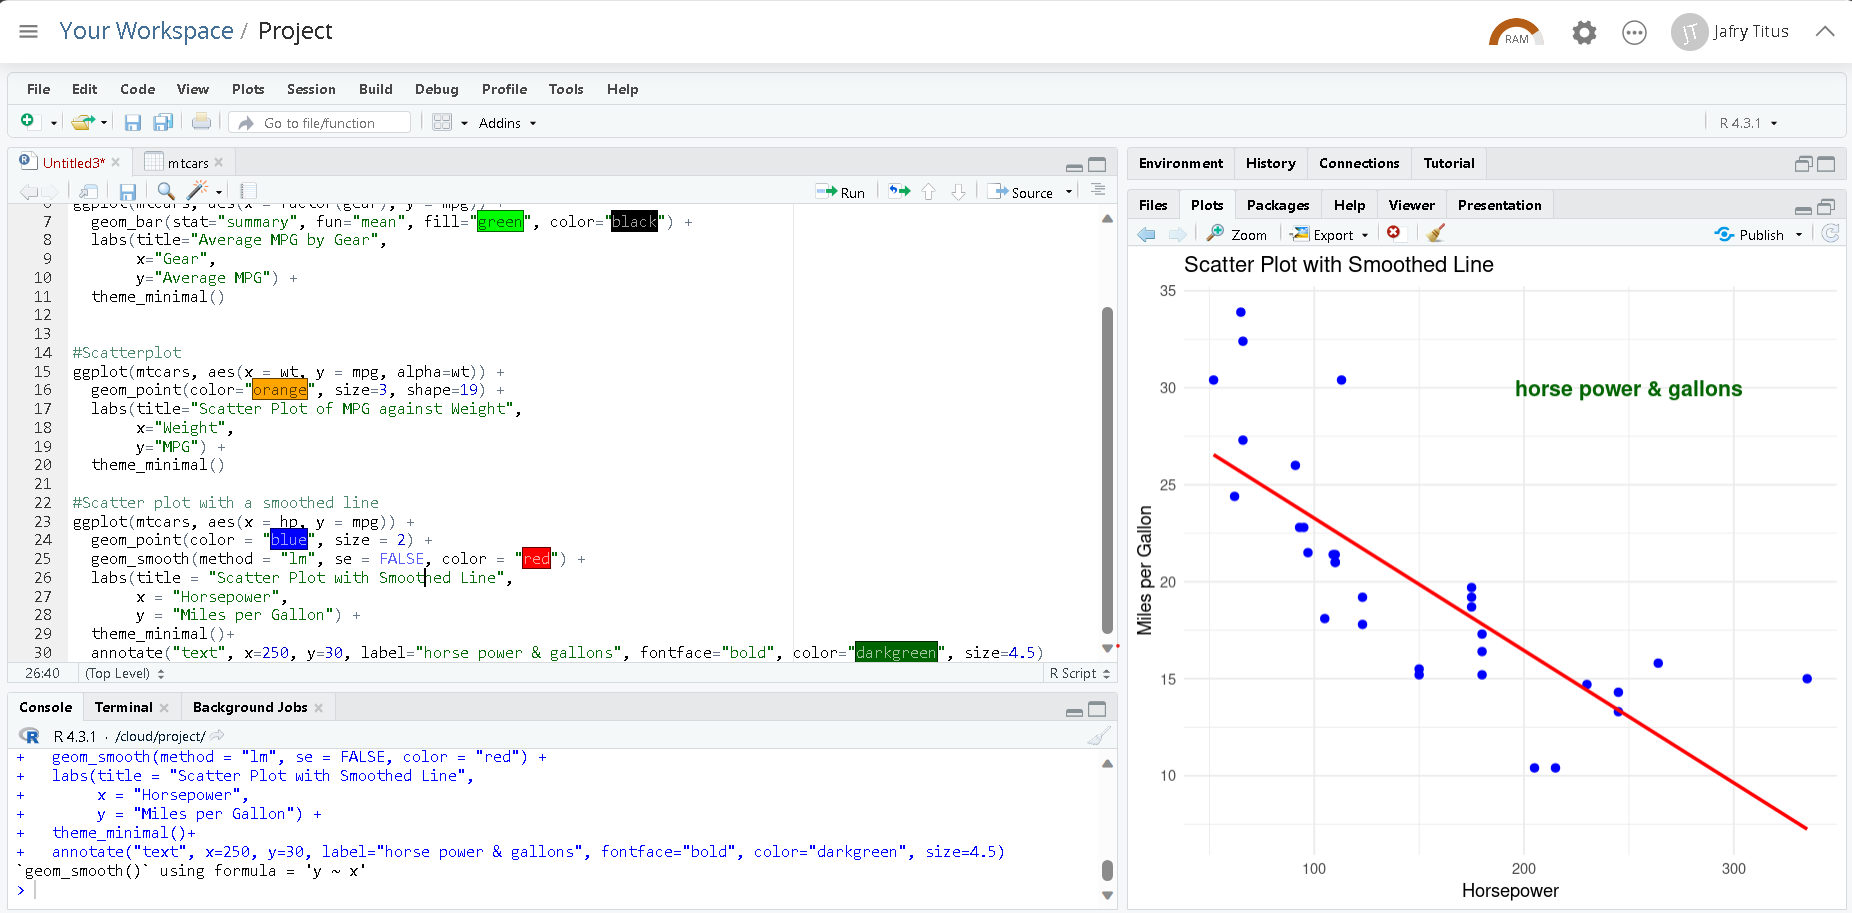 Your Workspace / Project
RAM
JT
Jafry Titus
File Edit Code View Plots Session Build Debug Profile Tools Help
Go to file/function
Addins
R 4.3.1
Untitled3*
mtcars
Run
Source
6 ggplot(mtcars, aes(x = factor(gear), y = mpg)) +
7 geom_bar(stat="summary", fun="mean", fill="green", color="black") +
8 labs(title="Average MPG by Gear",
9 x="Gear",
10 y="Average MPG") +
11 theme_minimal()
12
13
14 #Scatterplot
15 ggplot(mtcars, aes(x = wt, y = mpg, alpha=wt)) +
16 geom_point(color="orange", size=3, shape=19) +
17 labs(title="Scatter Plot of MPG against Weight",
18 x="Weight",
19 y="MPG") +
20 theme_minimal()
21
22 #Scatter plot with a smoothed line
23 ggplot(mtcars, aes(x = hp, y = mpg)) +
24 geom_point(color = "blue", size = 2) +
25 geom_smooth(method = "lm", se = FALSE, color = "red") +
26 labs(title = "Scatter Plot with Smoothed Line",
27 x = "Horsepower",
28 y = "Miles per Gallon") +
29 theme_minimal()+
30 annotate("text", x=250, y=30, label="horse power & gallons", fontface="bold", color="darkgreen", size=4.5)
26:40
(Top Level)
R Script
Console Terminal Background Jobs
R 4.3.1 · /cloud/project/
+ geom_smooth(method = "lm", se = FALSE, color = "red") +
+ labs(title = "Scatter Plot with Smoothed Line",
+ x = "Horsepower",
+ y = "Miles per Gallon") +
+ theme_minimal()+
+ annotate("text", x=250, y=30, label="horse power & gallons", fontface="bold", color="darkgreen", size=4.5)
`geom_smooth()` using formula = 'y ~ x'
>
Environment History Connections Tutorial
Files Plots Packages Help Viewer Presentation
Zoom Export Publish
Scatter Plot with Smoothed Line
35
30
25
20
15
10
horse power & gallons
Miles per Gallon
100 200 300
Horsepower